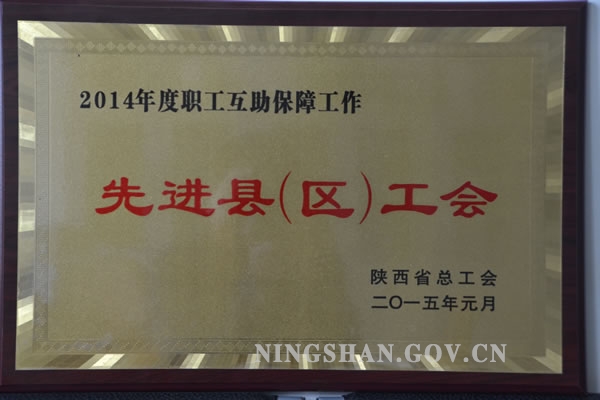 2014年度职工互助保障工作
先进县(区)工会
陕西省总工会
二〇一五年元月
NINGSHAN.GOV.CN